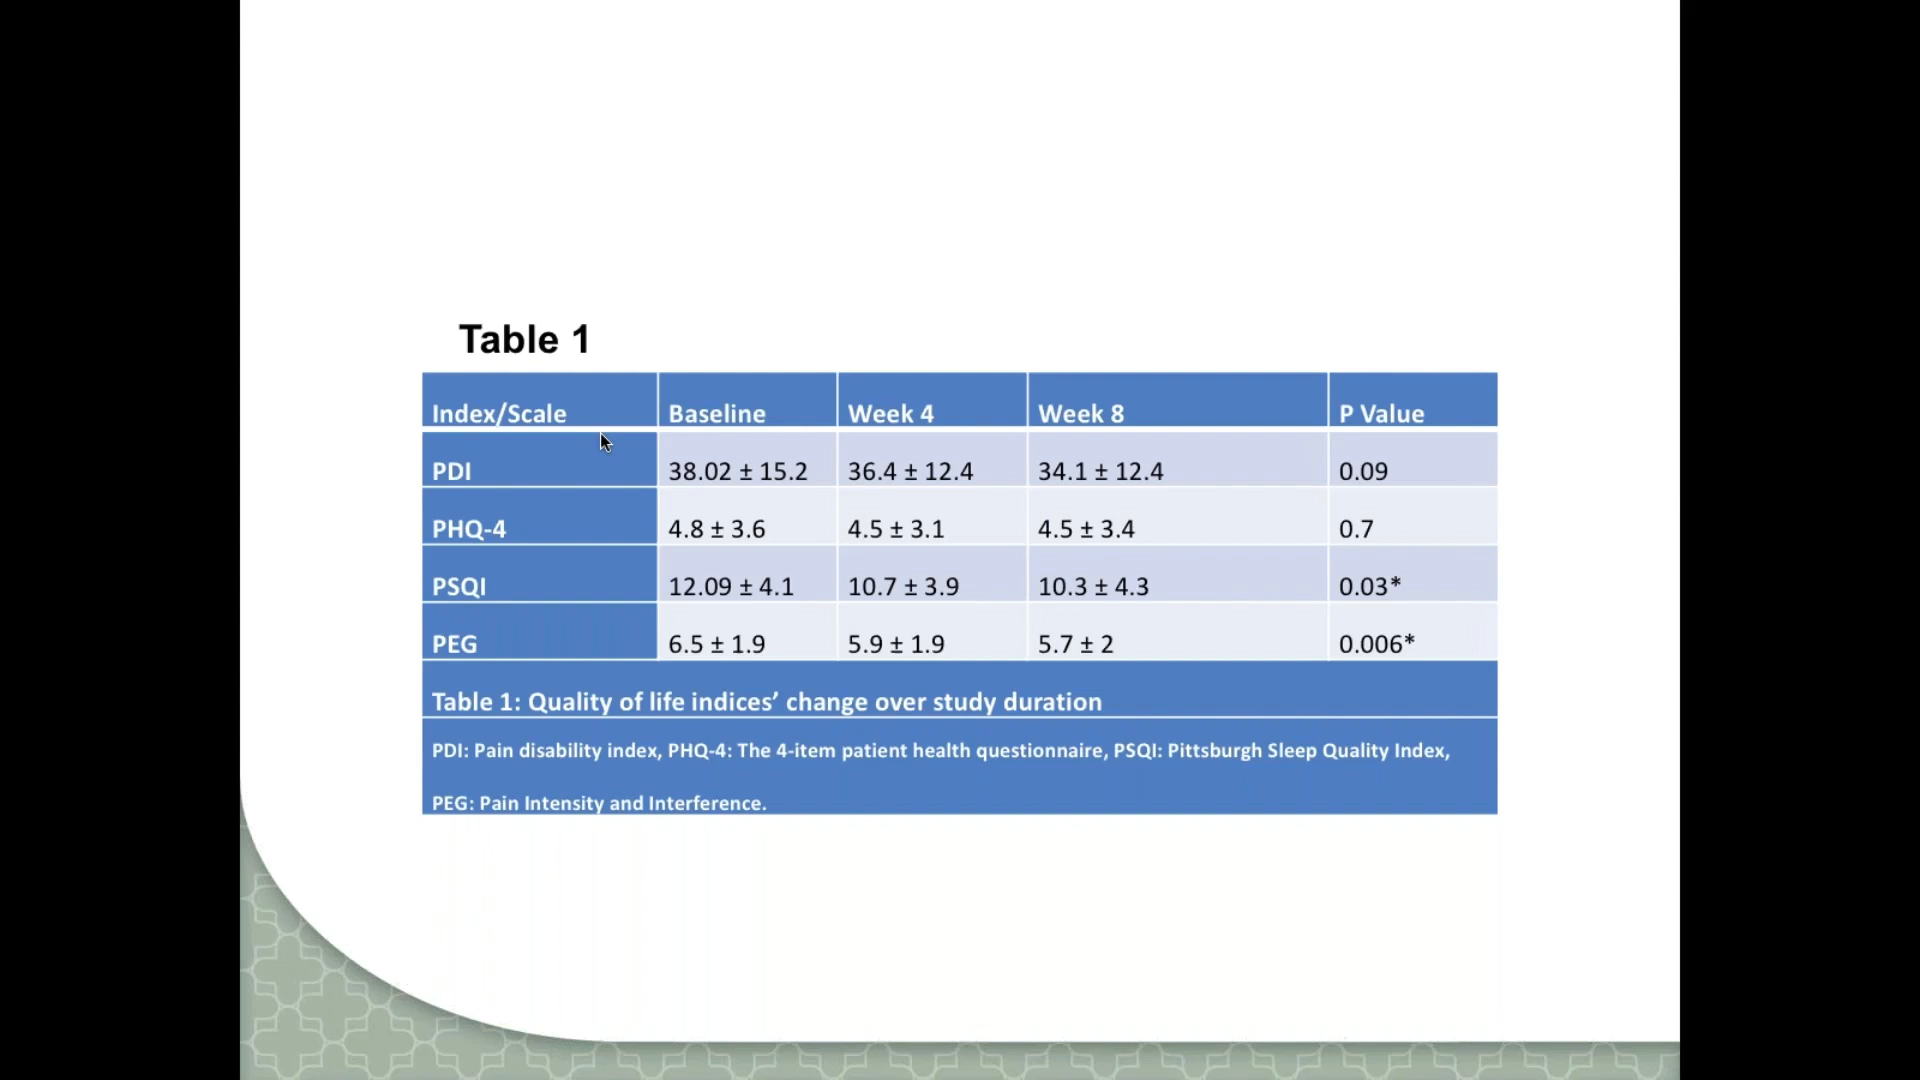 Table 1
Index/Scale Baseline Week 4 Week 8 P Value
PDI 38.02 ± 15.2 36.4 ± 12.4 34.1 ± 12.4 0.09
PHQ-4 4.8 ± 3.6 4.5 ± 3.1 4.5 ± 3.4 0.7
PSQI 12.09 ± 4.1 10.7 ± 3.9 10.3 ± 4.3 0.03*
PEG 6.5 ± 1.9 5.9 ± 1.9 5.7 ± 2 0.006*
Table 1: Quality of life indices’ change over study duration
PDI: Pain disability index, PHQ-4: The 4-item patient health questionnaire, PSQI: Pittsburgh Sleep Quality Index,
PEG: Pain Intensity and Interference.